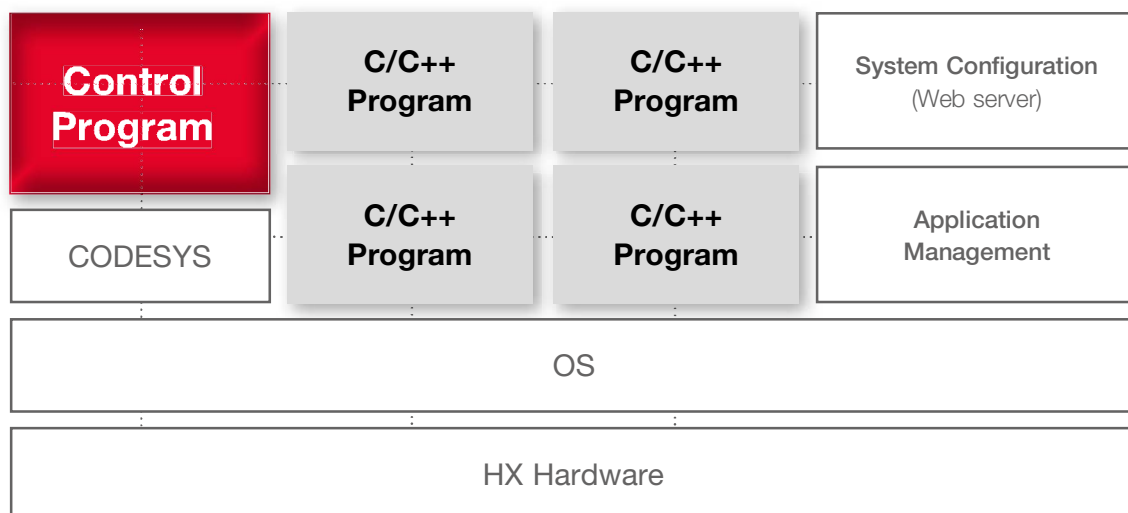 Control
Program
C/C++
Program
C/C++
Program
System Configuration
(Web server)
CODESYS
C/C++
Program
C/C++
Program
Application
Management
OS
HX Hardware